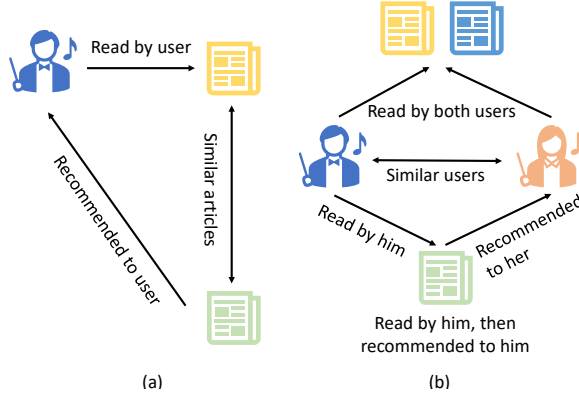 Read by user
Similar articles
Recommended to user
(a)
Read by both users
Similar users
Read by him
Recommended
to her
Read by him, then
recommended to him
(b)